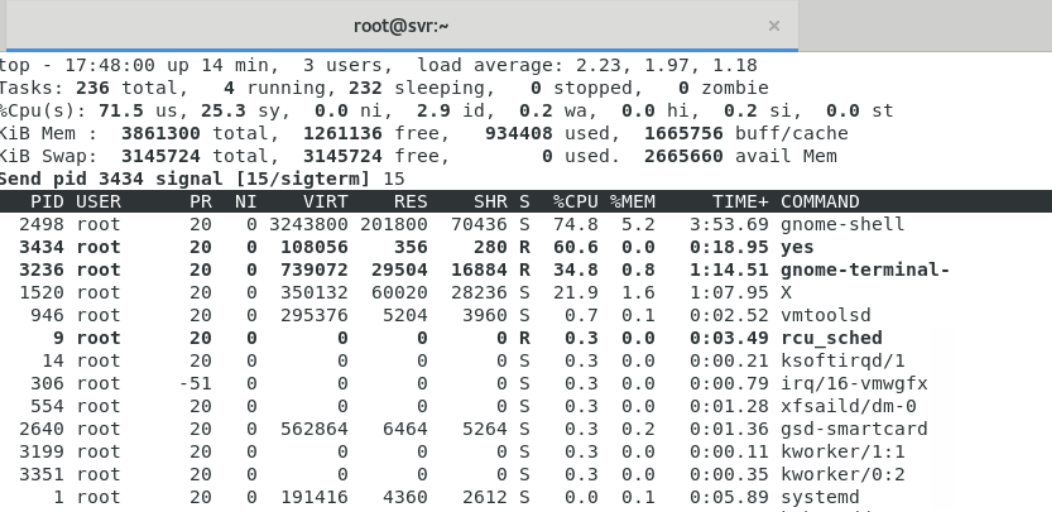 root@svr:~ ×
top - 17:48:00 up 14 min,  3 users,  load average: 2.23, 1.97, 1.18
Tasks: 236 total,   4 running, 232 sleeping,   0 stopped,   0 zombie
%Cpu(s): 71.5 us, 25.3 sy,  0.0 ni,  2.9 id,  0.2 wa,  0.0 hi,  0.2 si,  0.0 st
KiB Mem :  3861300 total,  1261136 free,   934408 used,  1665756 buff/cache
KiB Swap:  3145724 total,  3145724 free,        0 used.  2665660 avail Mem
Send pid 3434 signal [15/sigterm] 15
PID USER      PR  NI    VIRT    RES    SHR S  %CPU %MEM     TIME+ COMMAND
2498 root      20   0 3243800 201800  70436 S  74.8  5.2   3:53.69 gnome-shell
3434 root      20   0  108056    356    280 R  60.6  0.0   0:18.95 yes
3236 root      20   0  739072  29504  16884 R  34.8  0.8   1:14.51 gnome-terminal-
1520 root      20   0  350132  60020  28236 S  21.9  1.6   1:07.95 X
946 root      20   0  295376   5204   3960 S   0.7  0.1   0:02.52 vmtoolsd
9 root      20   0       0      0      0 R   0.3  0.0   0:03.49 rcu_sched
14 root      20   0       0      0      0 S   0.3  0.0   0:00.21 ksoftirqd/1
306 root     -51   0       0      0      0 S   0.3  0.0   0:00.79 irq/16-vmwgfx
554 root      20   0       0      0      0 S   0.3  0.0   0:01.28 xfsaild/dm-0
2640 root      20   0  562864   6464   5264 S   0.3  0.2   0:01.36 gsd-smartcard
3199 root      20   0       0      0      0 S   0.3  0.0   0:00.11 kworker/1:1
3351 root      20   0       0      0      0 S   0.3  0.0   0:00.35 kworker/0:2
1 root      20   0  191416   4360   2612 S   0.0  0.1   0:05.89 systemd